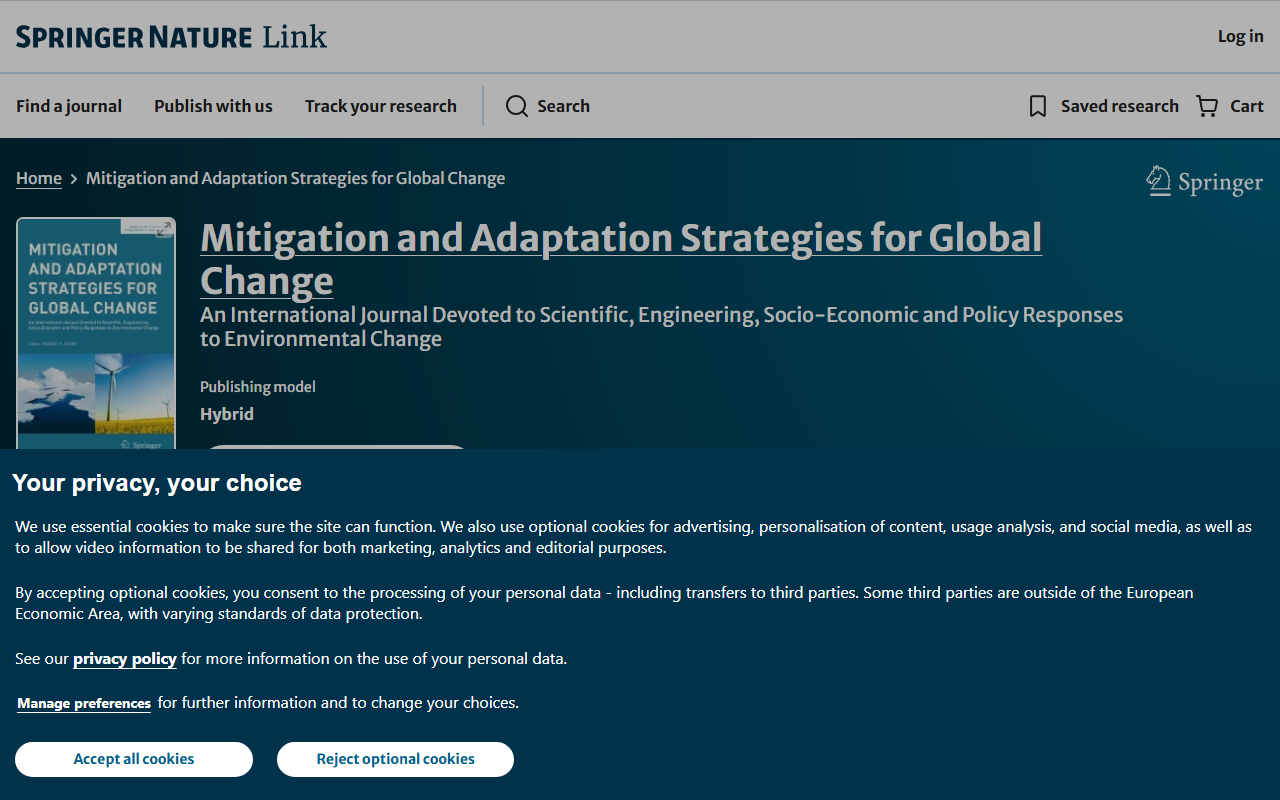 SPRINGER NATURE Link
Log in
Find a journal
Publish with us
Track your research
Search
Saved research
Cart
Home
Mitigation and Adaptation Strategies for Global Change
Springer
MITIGATION
AND ADAPTATION
STRATEGIES FOR
GLOBAL CHANGE
Springer
Mitigation and Adaptation Strategies for Global
Change
An International Journal Devoted to Scientific, Engineering, Socio-Economic and Policy Responses
to Environmental Change
Publishing model
Hybrid
Your privacy, your choice
We use essential cookies to make sure the site can function. We also use optional cookies for advertising, personalisation of content, usage analysis, and social media, as well as
to allow video information to be shared for both marketing, analytics and editorial purposes.
By accepting optional cookies, you consent to the processing of your personal data - including transfers to third parties. Some third parties are outside of the European
Economic Area, with varying standards of data protection.
See our privacy policy for more information on the use of your personal data.
Manage preferences for further information and to change your choices.
Accept all cookies
Reject optional cookies